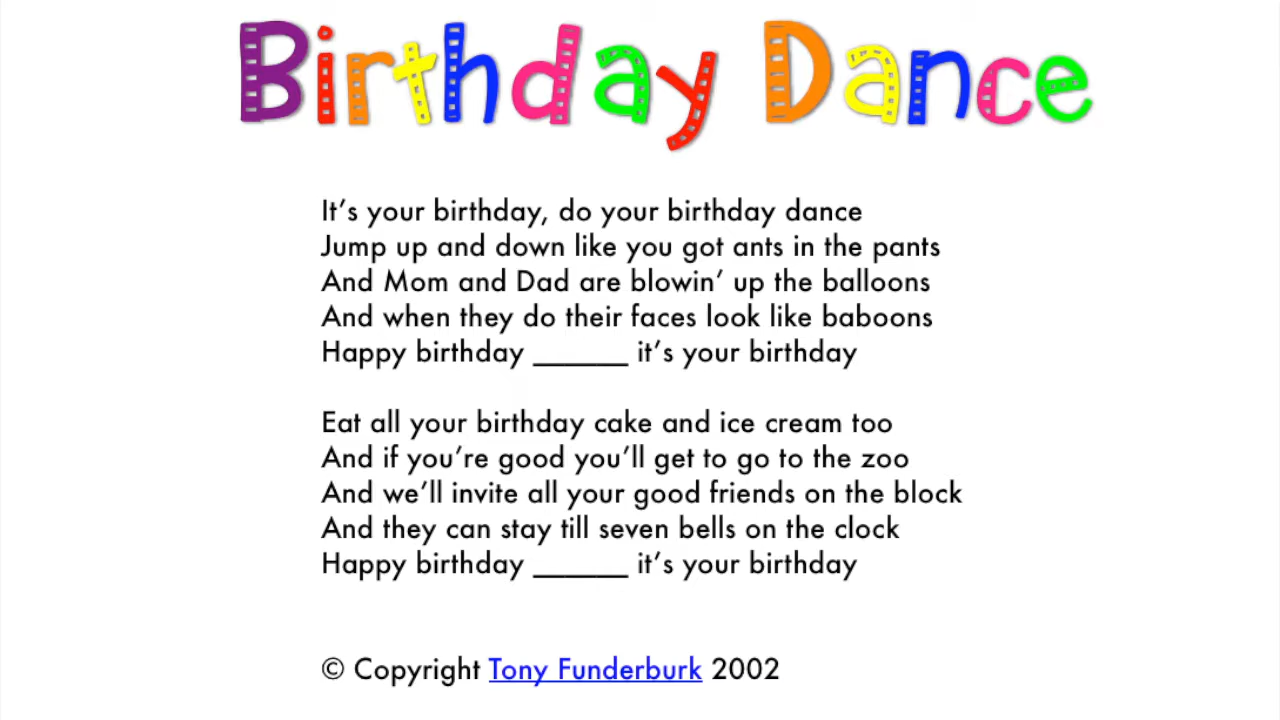 Birthday Dance
It’s your birthday, do your birthday dance
Jump up and down like you got ants in the pants
And Mom and Dad are blowin’ up the balloons
And when they do their faces look like baboons
Happy birthday ______ it’s your birthday
Eat all your birthday cake and ice cream too
And if you’re good you’ll get to go to the zoo
And we’ll invite all your good friends on the block
And they can stay till seven bells on the clock
Happy birthday ______ it’s your birthday
© Copyright Tony Funderburk 2002